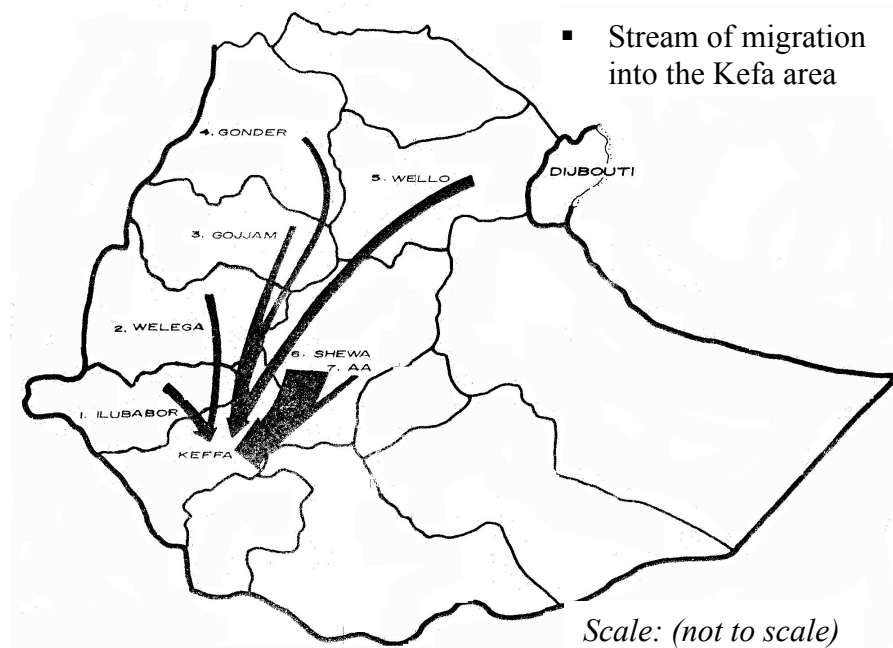 ▪ Stream of migration
into the Kefa area
4. GONDER
5. WELLO
DIJBOUTI
3. GOJJAM
2. WELEGA
6. SHEWA
7. AA
1. ILUBABOR
KEFFA
Scale: (not to scale)